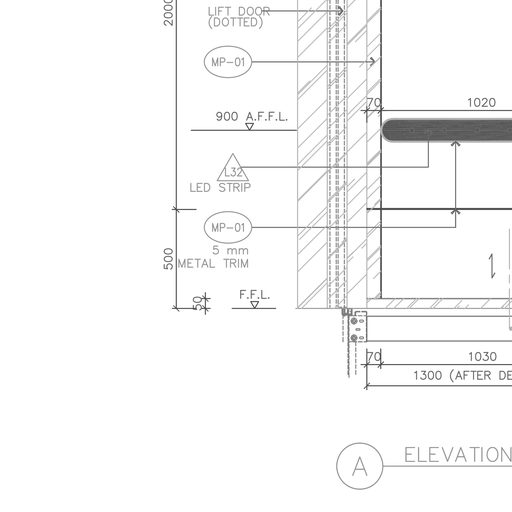 2000
LIFT DOOR
(DOTTED)
MP-01
70
1020
900 A.F.F.L.
L32
LED STRIP
MP-01
5 mm
METAL TRIM
500
50
F.F.L.
70
1030
1300 (AFTER DE
A
ELEVATION